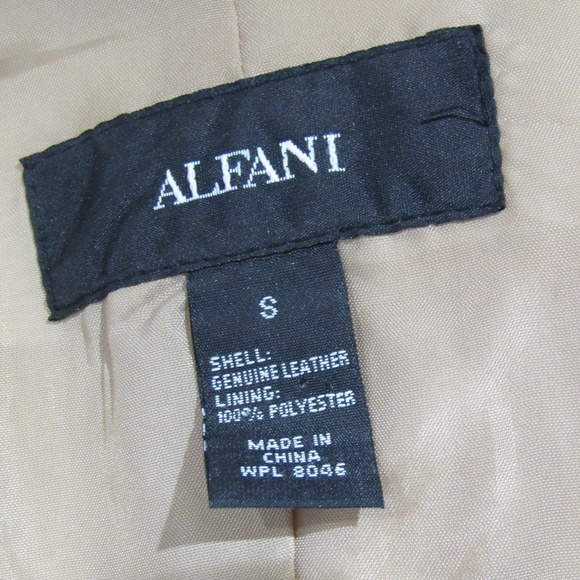 ALFANI
S
SHELL:
GENUINE LEATHER
LINING:
100% POLYESTER
MADE IN
CHINA
WPL 8046